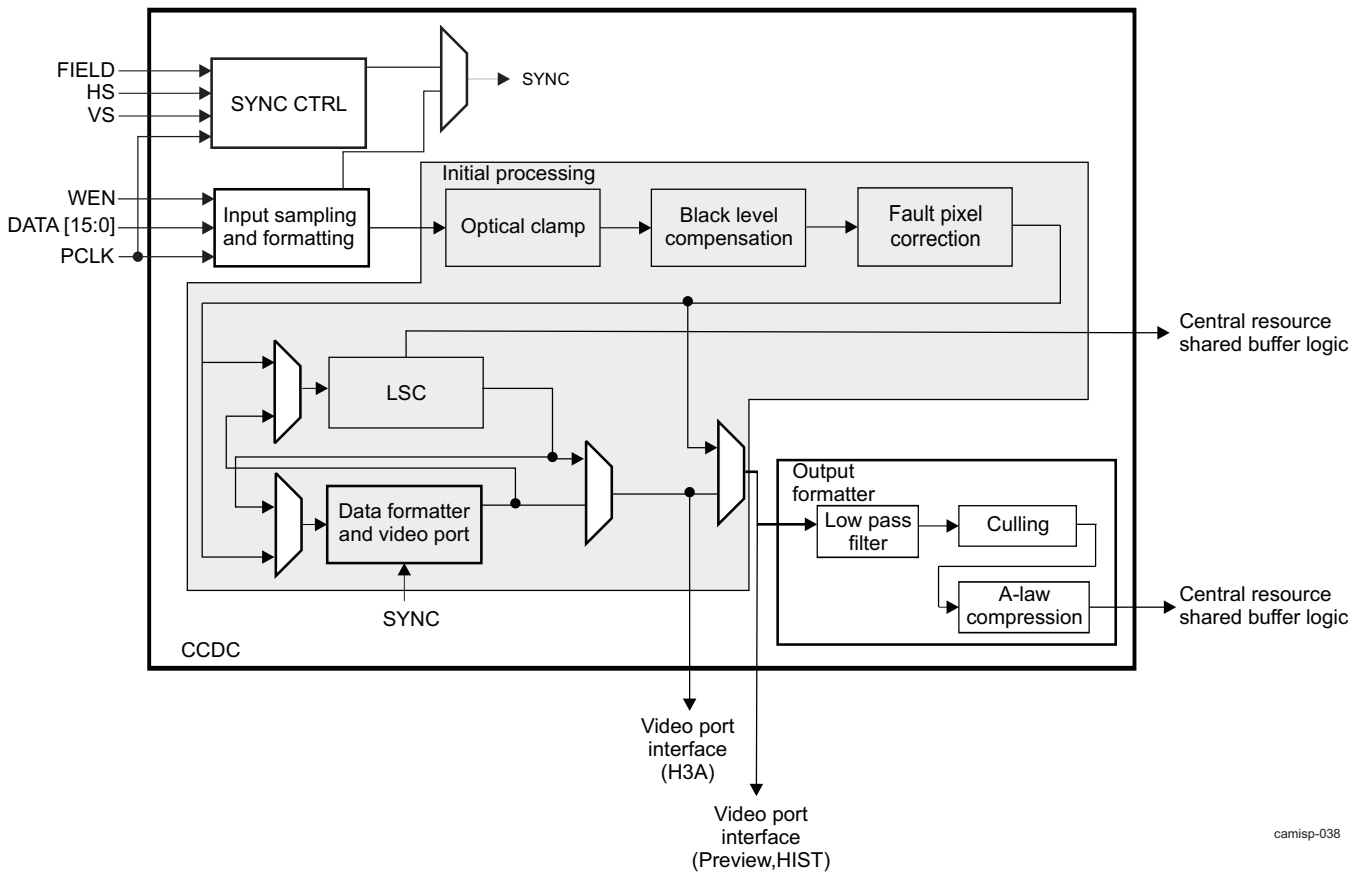 FIELD
HS
VS
SYNC CTRL
SYNC
WEN
DATA [15:0]
PCLK
Input sampling
and formatting
Initial processing
Optical clamp
Black level
compensation
Fault pixel
correction
Central resource
shared buffer logic
LSC
Data formatter
and video port
SYNC
Output
formatter
Low pass
filter
Culling
A-law
compression
Central resource
shared buffer logic
CCDC
Video port
interface
(H3A)
Video port
interface
(Preview,HIST)
camisp-038